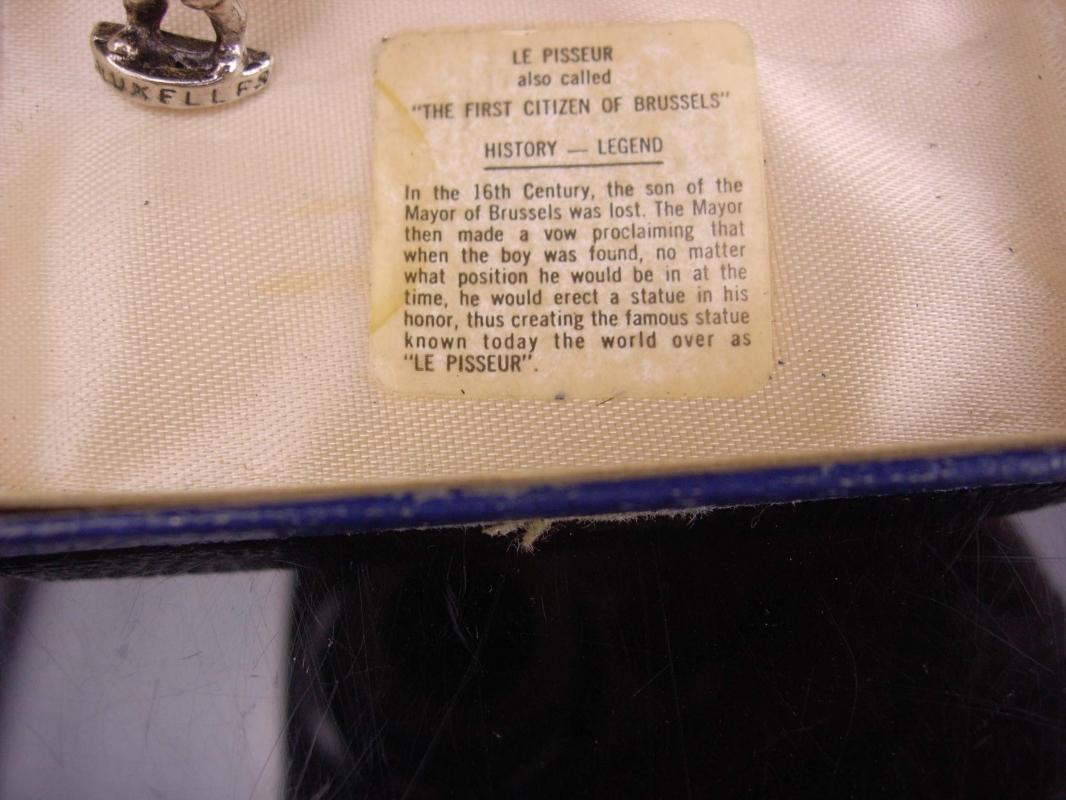 UXELLES
LE PISSEUR
also called
"THE FIRST CITIZEN OF BRUSSELS"
HISTORY — LEGEND
In the 16th Century, the son of the
Mayor of Brussels was lost. The Mayor
then made a vow proclaiming that
when the boy was found, no matter
what position he would be in at the
time, he would erect a statue in his
honor, thus creating the famous statue
known today the world over as
"LE PISSEUR".